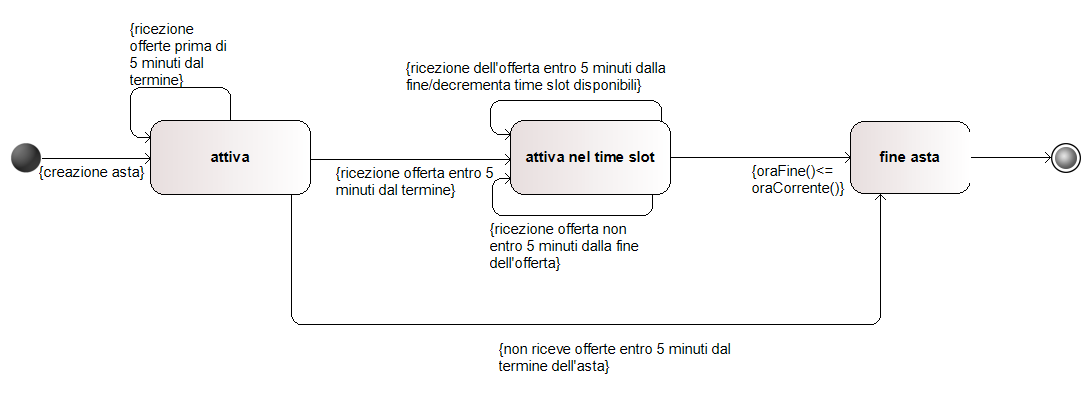 {ricezione
offerte prima di
5 minuti dal
termine}
{ricezione dell'offerta entro 5 minuti dalla
fine/decrementa time slot disponibili}
attiva
attiva nel time slot
fine asta
{creazione asta}
{ricezione offerta entro 5
minuti dal termine}
{oraFine()<=
oraCorrente()}
{ricezione offerta non
entro 5 minuti dalla fine
dell'offerta}
{non riceve offerte entro 5 minuti dal
termine dell'asta}